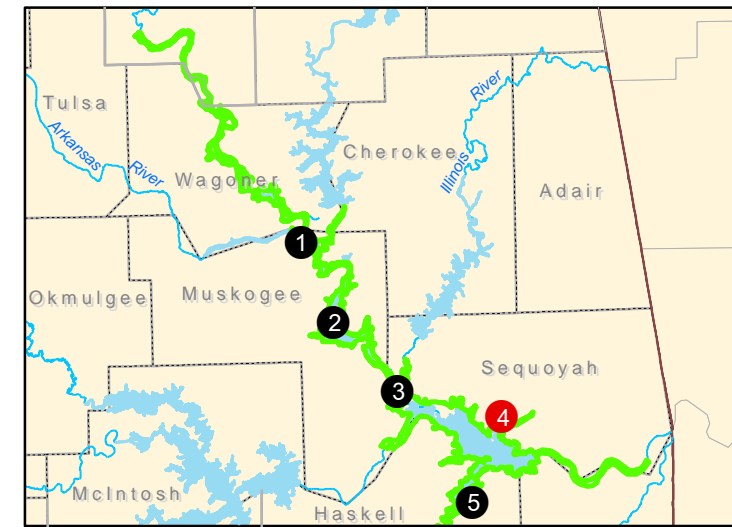 Tulsa
Arkansas
River
Wagoner
Cherokee
Illinois
River
Adair
1
Okmulgee
Muskogee
2
Sequoyah
3
4
McIntosh
Haskell
5